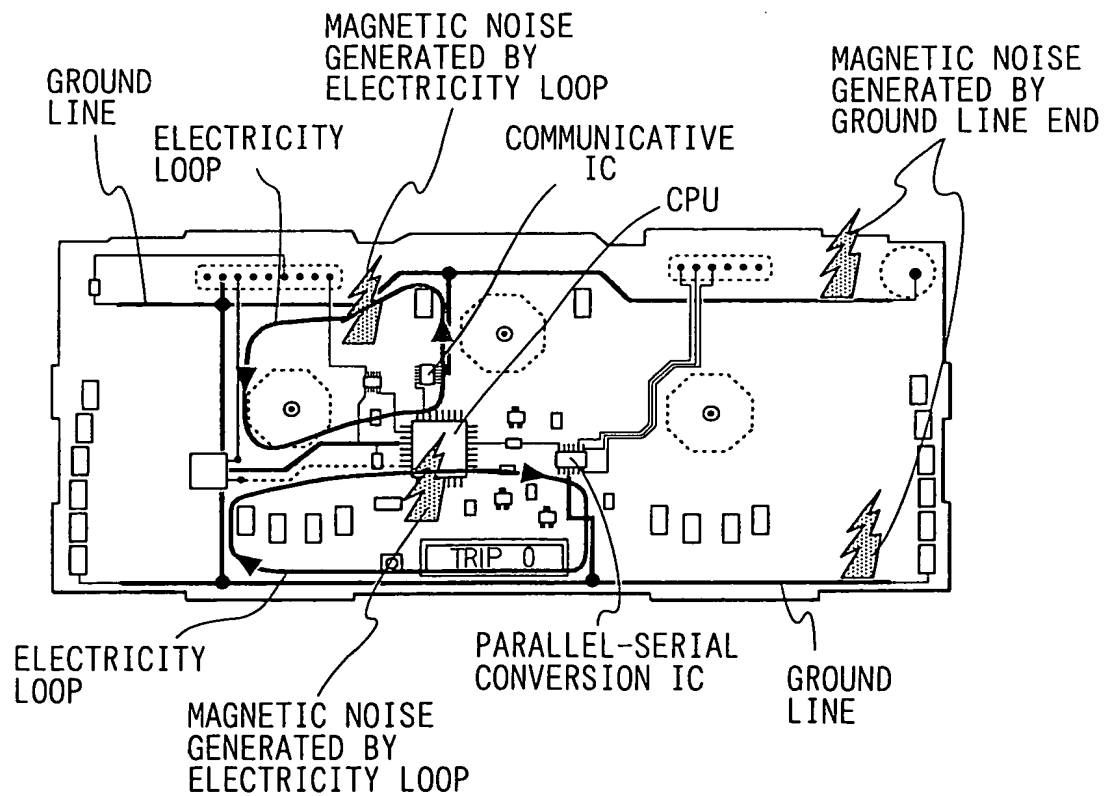 MAGNETIC NOISE
GENERATED BY
ELECTRICITY LOOP
MAGNETIC NOISE
GENERATED BY
GROUND LINE END
GROUND
LINE
ELECTRICITY
LOOP
COMMUNICATIVE
IC
CPU
TRIP 0
ELECTRICITY
LOOP
MAGNETIC NOISE
GENERATED BY
ELECTRICITY LOOP
PARALLEL-SERIAL
CONVERSION IC
GROUND
LINE